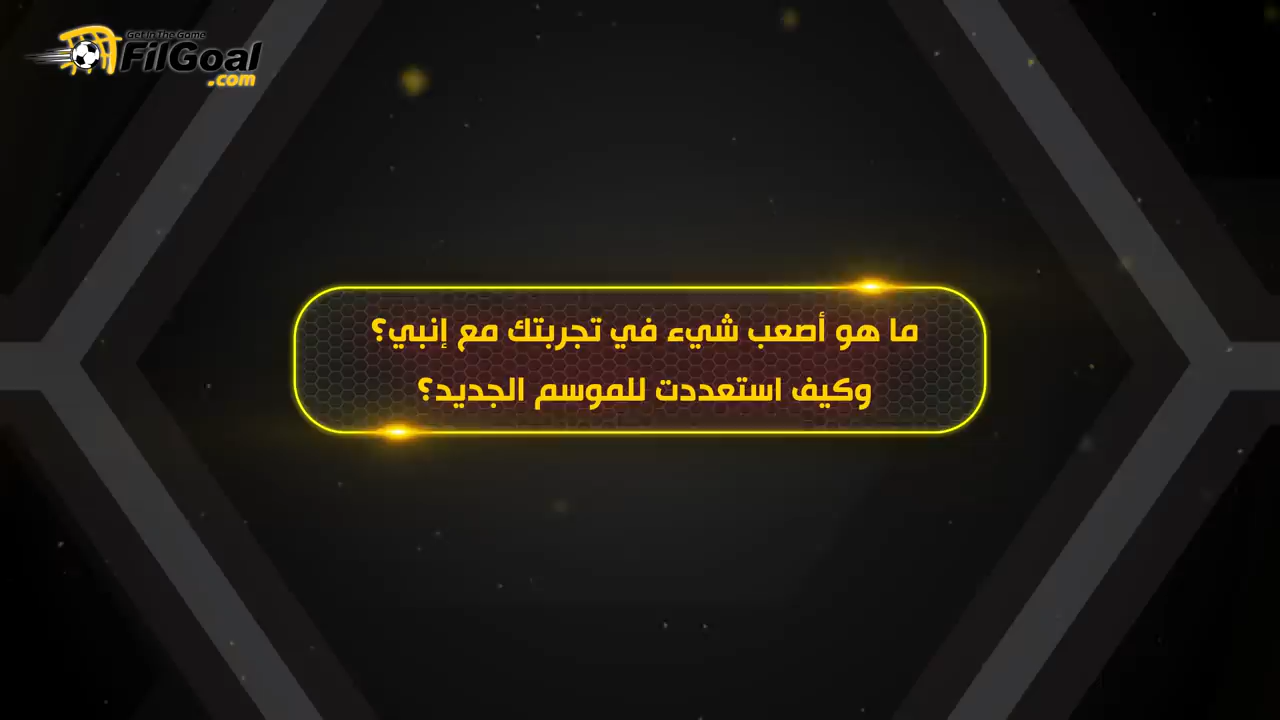 Get In The Game
FilGoal
.com
ما هو أصعب شيء في تجربتك مع إنبي؟
وكيف استعددت للموسم الجديد؟